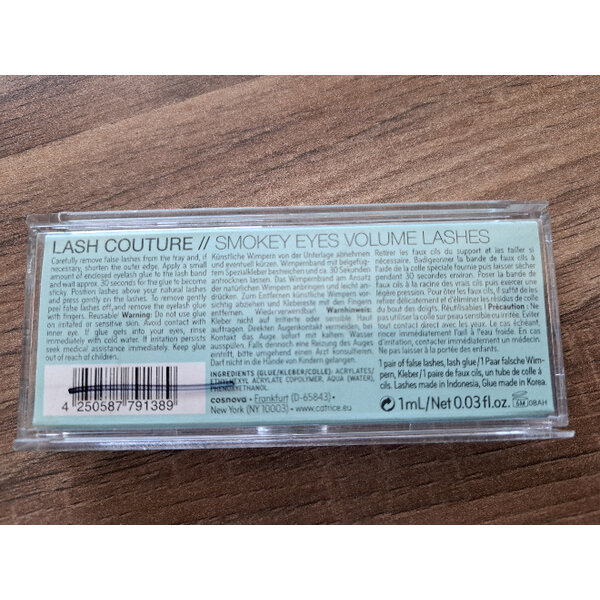 LASH COUTURE // SMOKEY EYES VOLUME LASHES
Carefully remove false lashes from the tray and, if
necessary, shorten the outer edge. Apply a small
amount of enclosed eyelash glue to the lash band
and wait approx. 30 seconds for the glue to become
sticky. Position lashes above your natural lashes
and press gently on the lashes. To remove gently
peel false lashes off, and remove the eyelash glue
with fingers. Warning: Do not use glue
on irritated or sensitive skin. Avoid contact with
inner eye. If glue gets into your eyes, rinse
immediately with cold water. If irritation persists
seek medical assistance immediately. Keep glue
out of reach of children.
4 250587 791389
Künstliche Wimpern von der Unterlage abnehmen
und eventuell kürzen. Wimpernband mit beigefüg-
tem Spezialkleber bestreichen und ca. 30 Sekunden
antrocknen lassen. Wimpernband am natürlichen
Wimpernkranz anbringen und leicht an-
drücken. Zum Entfernen künstliche Wimpern vor-
sichtig abziehen und Kleberückstände mit den Fingern
entfernen. Wiederverwendbar! Warnhinweis:
Kleber nicht auf irritierter oder sensibler Haut
auftragen. Direkten Augenkontakt vermeiden, bei
Kontakt das Auge sofort mit kaltem Wasser
ausspülen. Falls dennoch eine Reizung des Auges
eintritt, bitte umgehend einen Arzt konsultieren.
Darf nicht in die Hände von Kindern gelangen.
INGREDIENTS (GLUE/KLEBER/COLLE): ACRYLATES/
ETHYLHEXYL ACRYLATE COPOLYMER, AQUA (WATER),
PHENOXYETHANOL
cosnova • Frankfurt (D-65843) •
New York (NY 10003) • www.catrice.eu
Retirer les faux cils du support et les tailler si
nécessaire. Badigeonner la bande de faux cils à
l'aide de la colle spéciale fournie puis laisser sécher
pendant env. 30 secondes. Positionner la bande de
faux cils à la racine des vrais cils puis exercer une
légère pression. Pour ôter les faux cils, il suffit de les
retirer délicatement et d'éliminer les résidus de colle
du bout des doigts. Réutilisables ! Précaution : Ne
pas utiliser la colle sur peau sensible ou irritée. Eviter
tout contact direct avec les yeux. Le cas échéant,
rincer immédiatement l'œil à l'eau froide. En cas
d'irritation, consulter immédiatement un médecin.
Ne pas laisser à la portée des enfants.
1 pair of false lashes, lash glue/1 Paar falsche Wim-
pern, Kleber/1 paire de faux cils, un tube de colle à
cils. Lashes made in Indonesia, Glue made in Korea.
1mL/Net 0.03 fl.oz. 6M 08AH